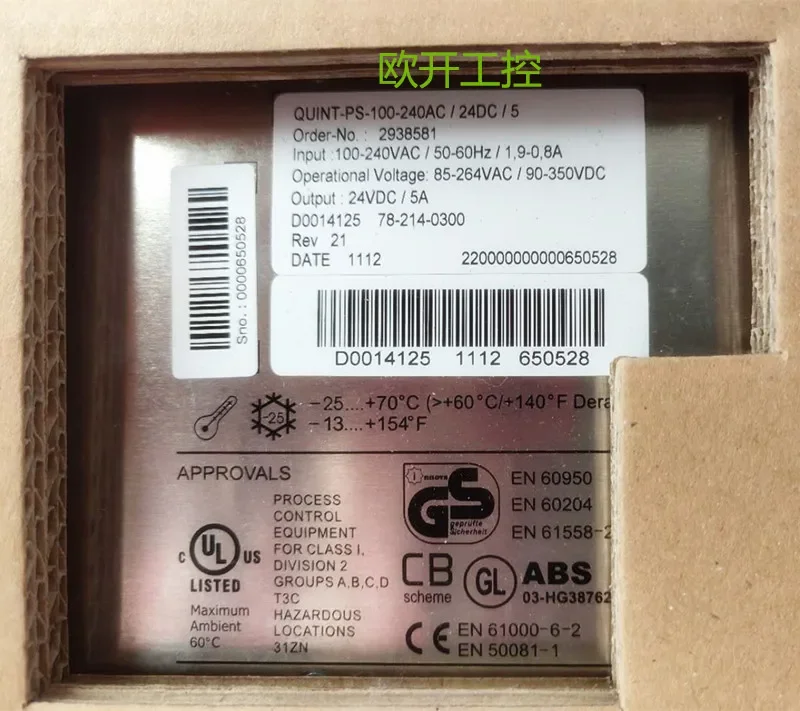 欧开工控
QUINT-PS-100-240AC / 24DC / 5
Order-No. : 2938581
Input :100-240VAC / 50-60Hz / 1,9-0,8A
Operational Voltage: 85-264VAC / 90-350VDC
Output : 24VDC / 5A
D0014125 78-214-0300
Rev 21
DATE 1112 220000000000650528
Sno. : 0000650528
D0014125 1112 650528
-25
–25....+70°C (>+60°C/+140°F Dera
–13....+154°F
APPROVALS
C UL US
LISTED
Maximum
Ambient
60°C
PROCESS
CONTROL
EQUIPMENT
FOR CLASS I,
DIVISION 2
GROUPS A,B,C,D
T3C
HAZARDOUS
LOCATIONS
31ZN
GS
geprüfte
Sicherheit
EN 60950
EN 60204
EN 61558-2
CB
scheme
GL
ABS
03-HG38762
CE
EN 61000-6-2
EN 50081-1